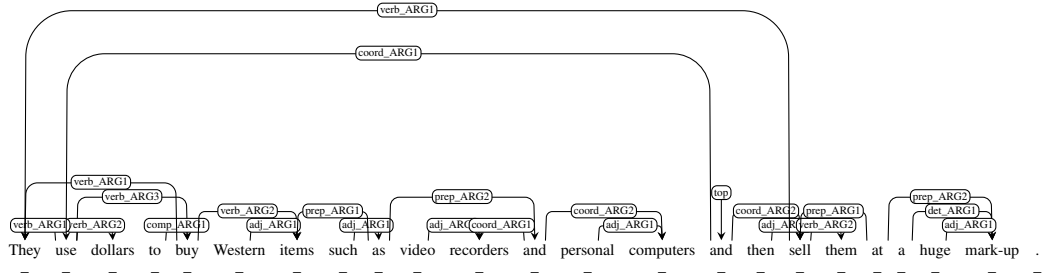 verb_ARG1
coord_ARG1
verb_ARG1 top
verb_ARG3 prep_ARG2 prep_ARG2
verb_ARG2 prep_ARG1 coord_ARG2 coord_ARG2 prep_ARG1 det_ARG1
verb_ARG1 verb_ARG2 comp_ARG1 adj_ARG1 adj_ARG1 coord_ARG1 adj_ARG1 verb_ARG2 adj_ARG1
They use dollars to buy Western items such as video recorders and personal computers and then sell them at a huge mark-up .
_ _ _ _ _ _ _ _ _ _ _ _ _ _ _ _ _ _ _ _ _ _ _